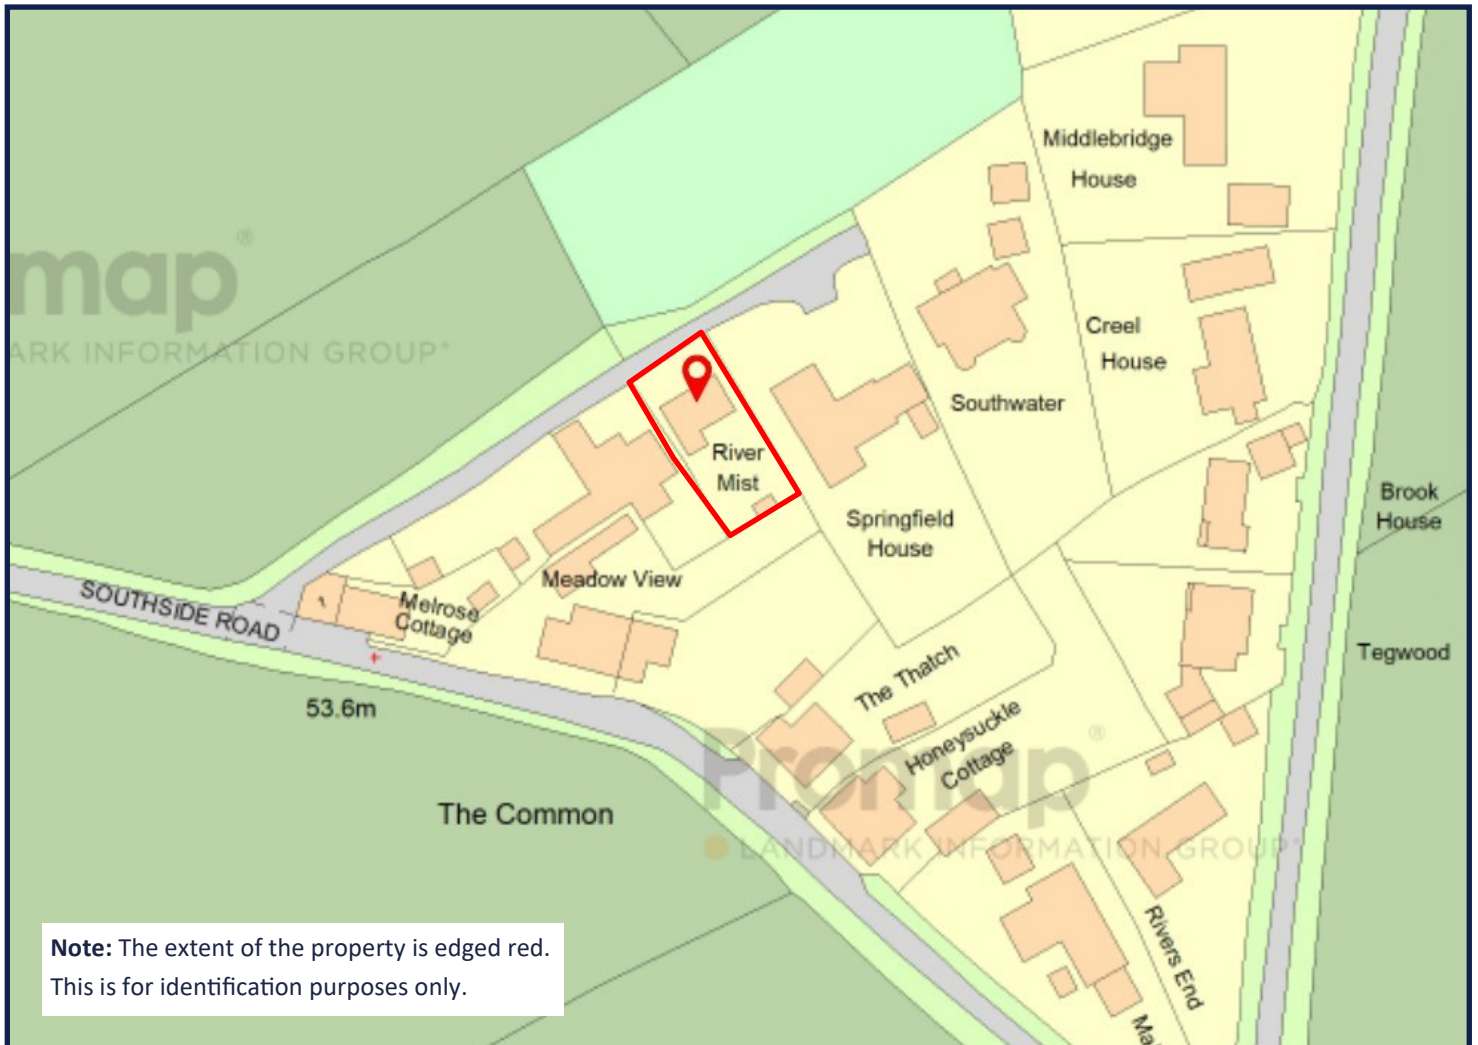 Middlebridge
House
map®
ARK INFORMATION GROUP®
Creel
House
Southwater
River
Mist
Brook
House
Springfield
House
Meadow View
SOUTHSIDE ROAD
Melrose
Cottage
Tegwood
The Thatch
53.6m
Honeysuckle
Cottage
Promap®
The Common
LANDMARK INFORMATION GROUP®
Rivers End
Note: The extent of the property is edged red.
This is for identification purposes only.